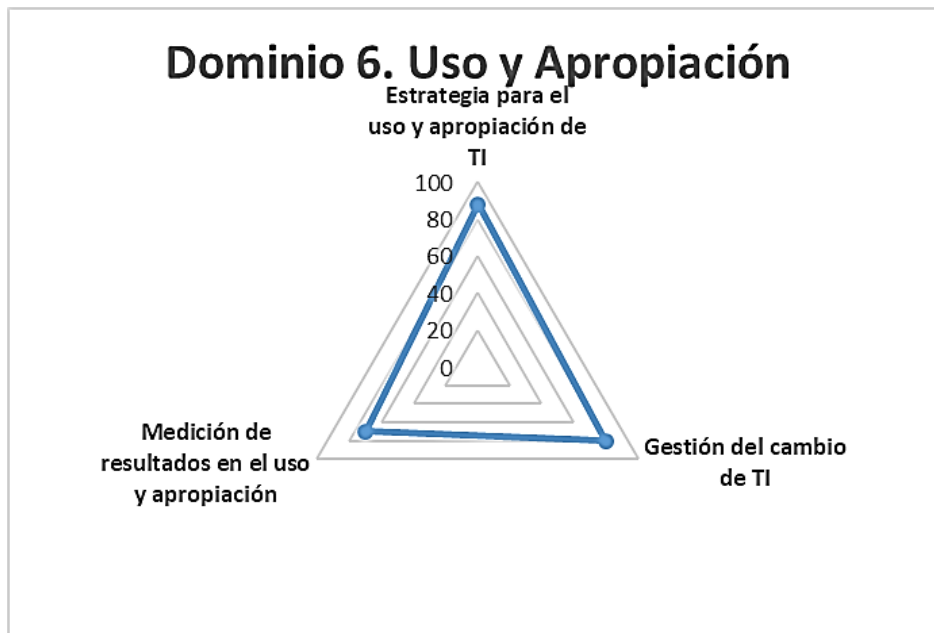 Dominio 6. Uso y Apropiación
Estrategia para el
uso y apropiación de
TI
100
80
60
40
20
0
Medición de
resultados en el uso
y apropiación
Gestión del cambio
de TI